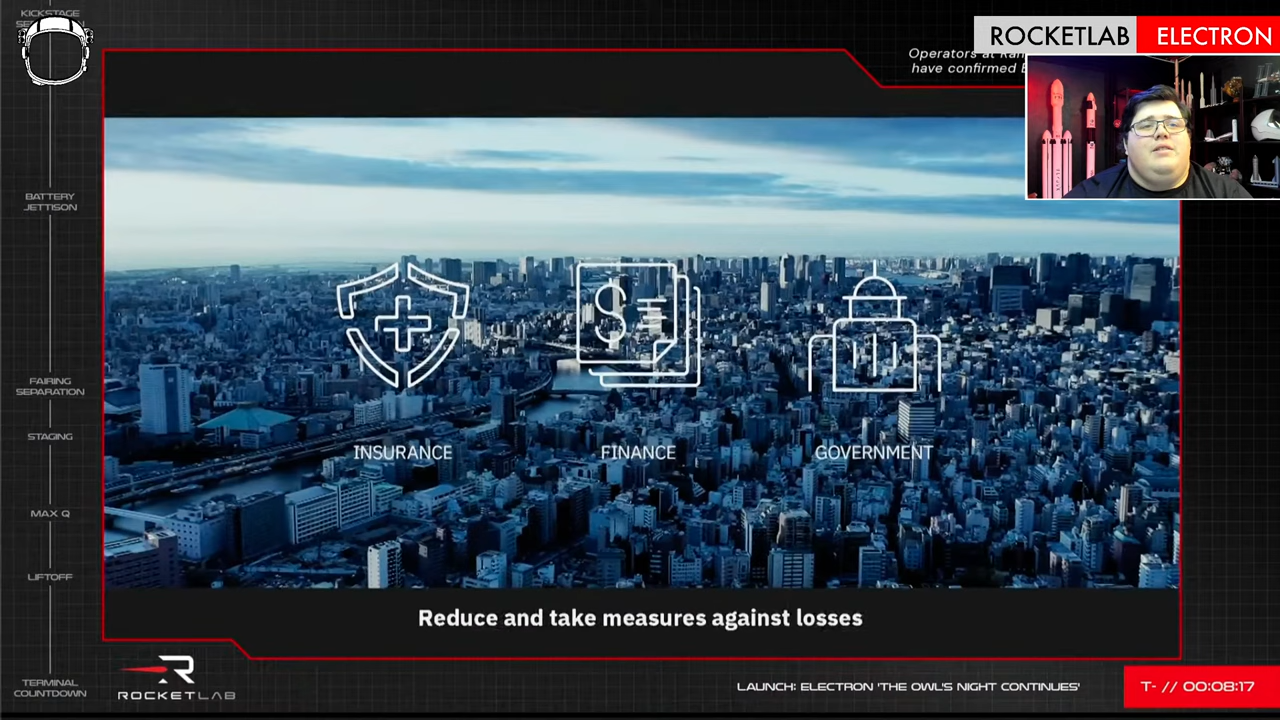 KICKSTAGE
ROCKETLAB ELECTRON
Operators at
have confirmed
BATTERY
JETTISON
FAIRING
SEPARATION
STAGING
MAX Q
LIFTOFF
TERMINAL
COUNTDOWN
INSURANCE
FINANCE
GOVERNMENT
Reduce and take measures against losses
ROCKETLAB
LAUNCH: ELECTRON 'THE OWL'S NIGHT CONTINUES'
T- // 00:08:17